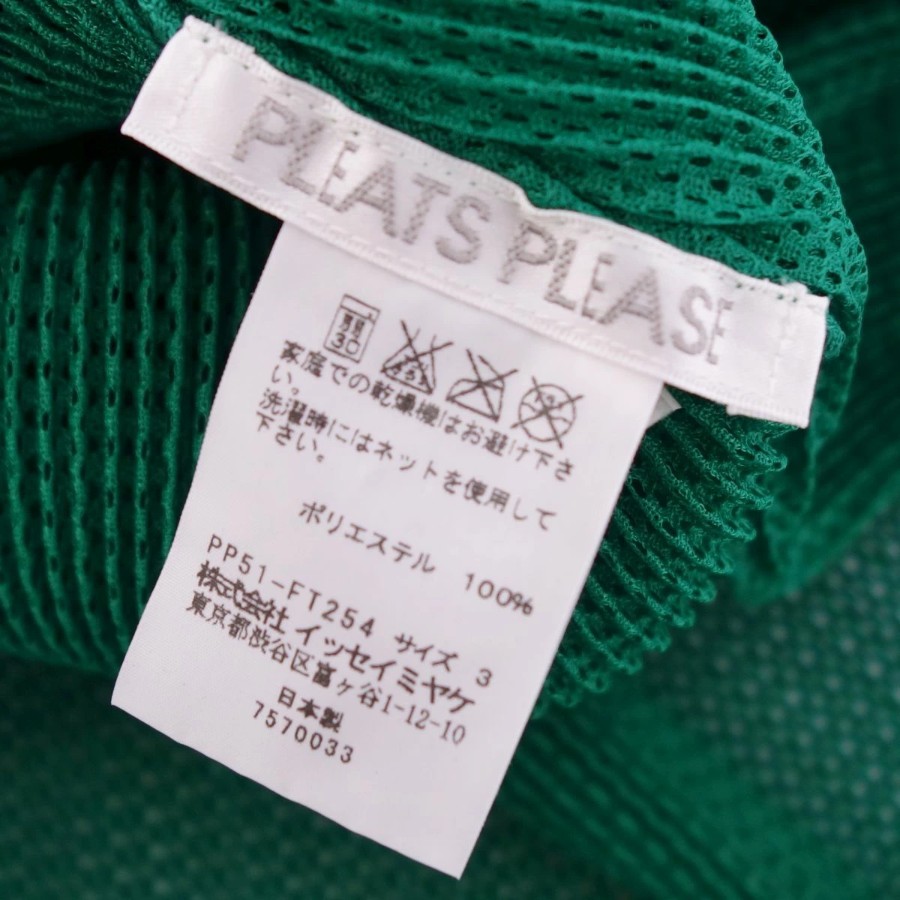 PLEATS PLEASE
弱
30
家庭での乾燥機はお避け下さ
い。
洗濯時にはネットを使用して
下さい。
ポリエステル 100%
PP51-FT254 サイズ 3
株式会社 イッセイミヤケ
東京都渋谷区富ケ谷1-12-10
日本製
7570033